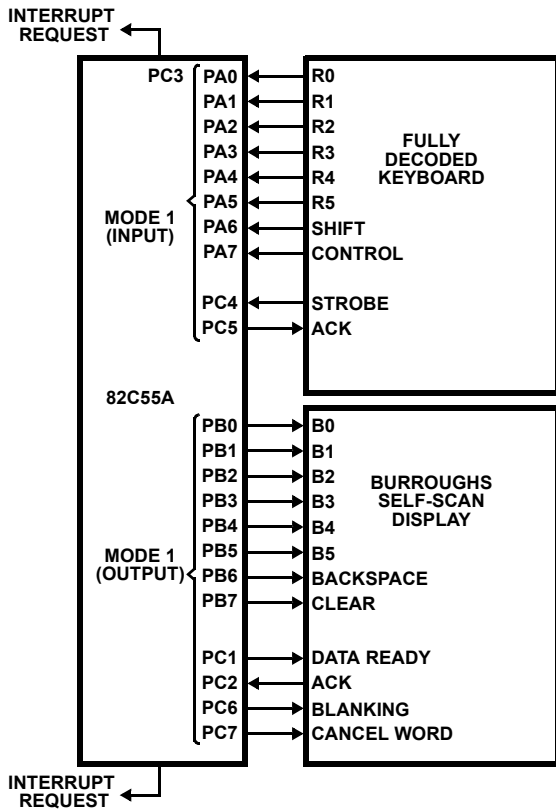 INTERRUPT
REQUEST
PC3 PA0 R0
PA1 R1
PA2 R2
PA3 R3
PA4 R4
PA5 R5
PA6 SHIFT
PA7 CONTROL
MODE 1
(INPUT)
FULLY
DECODED
KEYBOARD
PC4 STROBE
PC5 ACK
82C55A
PB0 B0
PB1 B1
PB2 B2
PB3 B3
PB4 B4
PB5 B5
PB6 BACKSPACE
PB7 CLEAR
MODE 1
(OUTPUT)
BURROUGHS
SELF-SCAN
DISPLAY
PC1 DATA READY
PC2 ACK
PC6 BLANKING
PC7 CANCEL WORD
INTERRUPT
REQUEST